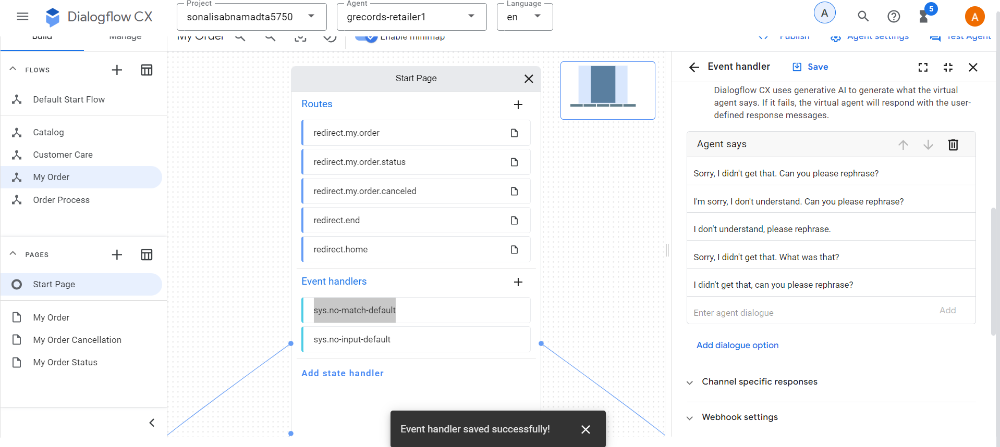 Dialogflow CX
Project
sonalisabnamadta5750
Agent
grecords-retailer1
Language
en
A
5
A
Build
Manage
My Order
Enable minimap
Publish
Agent settings
Test Agent
FLOWS
Default Start Flow
Catalog
Customer Care
My Order
Order Process
PAGES
Start Page
My Order
My Order Cancellation
My Order Status
Start Page
Routes
redirect.my.order
redirect.my.order.status
redirect.my.order.canceled
redirect.end
redirect.home
Event handlers
sys.no-match-default
sys.no-input-default
Add state handler
Event handler saved successfully!
Event handler
Save
Dialogflow CX uses generative AI to generate what the virtual
agent says. If it fails, the virtual agent will respond with the user-
defined response messages.
Agent says
Sorry, I didn't get that. Can you please rephrase?
I'm sorry, I don't understand. Can you please rephrase?
I don't understand, please rephrase.
Sorry, I didn't get that. What was that?
I didn't get that, can you please rephrase?
Enter agent dialogue
Add
Add dialogue option
Channel specific responses
Webhook settings